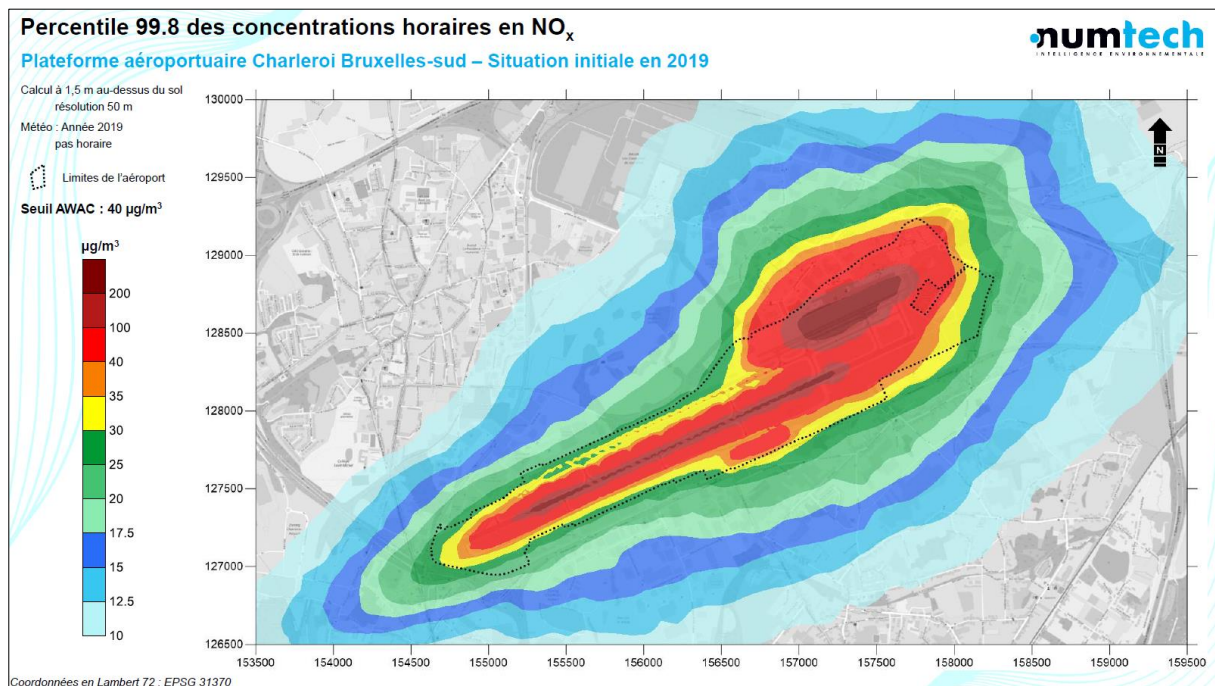 Percentile 99.8 des concentrations horaires en NOx
numtech
INTELLIGENCE ENVIRONNEMENTALE
Plateforme aéroportuaire Charleroi Bruxelles-sud – Situation initiale en 2019
Calcul à 1,5 m au-dessus du sol
résolution 50 m
Météo : Année 2019
pas horaire
Limites de l'aéroport
Seuil AWAC : 40 µg/m³
µg/m³
200
100
40
35
30
25
20
17.5
15
12.5
10
130000
129500
129000
128500
128000
127500
127000
126500
N
153500 154000 154500 155000 155500 156000 156500 157000 157500 158000 158500 159000 159500
Coordonnées en Lambert 72 : EPSG 31370